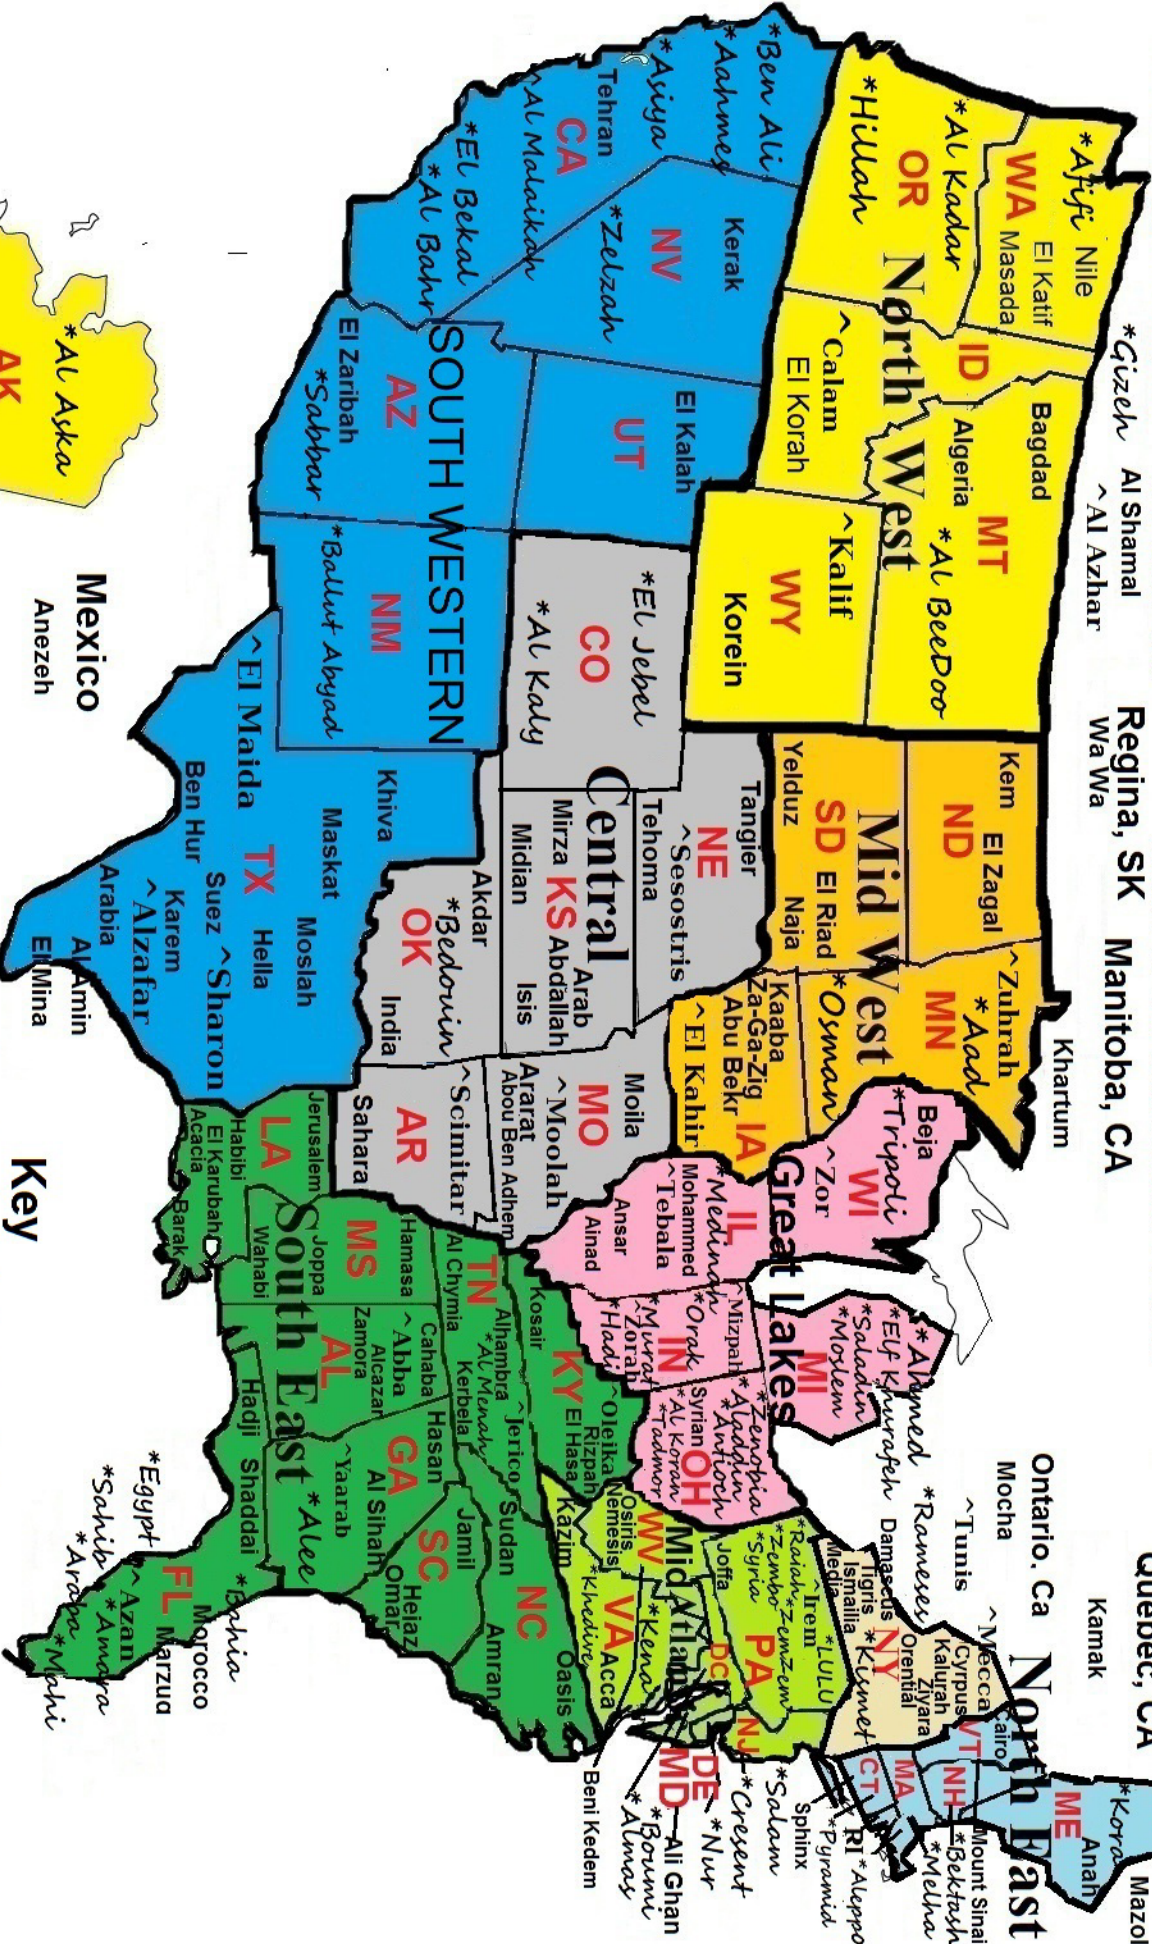 *Afifi
Nile
WA
El Katif
Masada
*Al Kadar
OR
*Hillah
North West
ID
^Calam
El Korah
Bagdad
Algeria
MT
*Al BeeDoo
^Kalif
WY
Korein
*Gizeh
Al Shamal
^Al Azhar
Regina, SK
Wa Wa
Manitoba, CA
Khartum
*Ben Ali
*Aahmes
*Asiya
Tehran
CA
^Al Malaikah
*El Bekal
*Al Bahr
Kerak
NV
*Zelzah
El Kalah
UT
SOUTH WESTERN
AZ
El Zaribah
*Sabbar
NM
*Ballut Abyad
^El Maida
TX
Khiva
Maskat
Moslah
Ben Hur
Hella
Suez
^Sharon
Karem
^Alzafar
Arabia
Al Amin
El Mina
*Al Aska
AK
Mexico
Anezeh
Key
*El Jebel
CO
*Al Kaly
Central
Tangier
NE
^Sesostris
Tehoma
Mirza
KS
Midian
Arab
Abdallah
Isis
Akdar
*Bedouin
OK
India
Moila
MO
^Moolah
Ararat
Abou Ben Adhem
^Scimitar
AR
Sahara
Mid West
Kem
ND
El Zagal
Yelduz
SD
El Riad
Naja
^Zuhrah
*Aad
MN
*Osman
Kaaba
Za-Ga-Zig
Abu Bekr
IA
^El Kahir
Great Lakes
Beja
*Tripoli
WI
^Zor
IL
*Medinah
Mohammed
^Tebala
Ansar
Ainad
*Ahmed
*Elf Khurafeh
*Saladin
*Moslem
MI
^Mizpah
*Orak
IN
*Murat
^Zorah
*Hadi
*Zenobia
*Aladdin
*Antioch
OH
Syrian
*Al Koran
*Tadmor
South East
Jerusalem
LA
Habibi
El Karubah
Acacia
Barak
Hamasa
MS
Joppa
Wahabi
Al Chymia
TN
Alhambra
*Al Menah
Kerbela
^Jerico
Kosair
KY
^Oleika
Rizpah
El Hasa
Cahaba
^Abba
Alcazar
Zamora
AL
Hasan
GA
Al Sihah
^Yaarab
*Alee
Hadji
Shaddai
FL
*Bahia
Morocco
Marzuq
*Egypt
*Sahib
*Araba
^Azan
*Amara
*Mahi
Jamil
SC
Hejaz
Omar
Sudan
NC
Amran
Oasis
Mid Atlan
Osiris
Nemesis
WV
Kazim
VA
*Khedive
Acca
*Kena
Joffa
*Syria
*Zembo
*Raiah
^Irem
*Zemzem
*LULU
PA
DC
NJ
DE
MD
*Cresent
*Salam
*Nur
Ali Ghan
*Boumi
*Almas
Beni Kedem
Ontario, Ca
Mocha
^Tunis
*Rameses
Quebec, CA
Kamak
North East
^Mecca
Damascus
Tigris
Ismailia
Media
NY
Cyprus
Kalurah
Ziyara
Oriental
*Kismet
Cairo
VT
NH
MA
CT
RI
ME
*Kora
Anah
Mount Sinai
*Bektash
*Melha
*Aleppo
*Pyramid
Sphinx